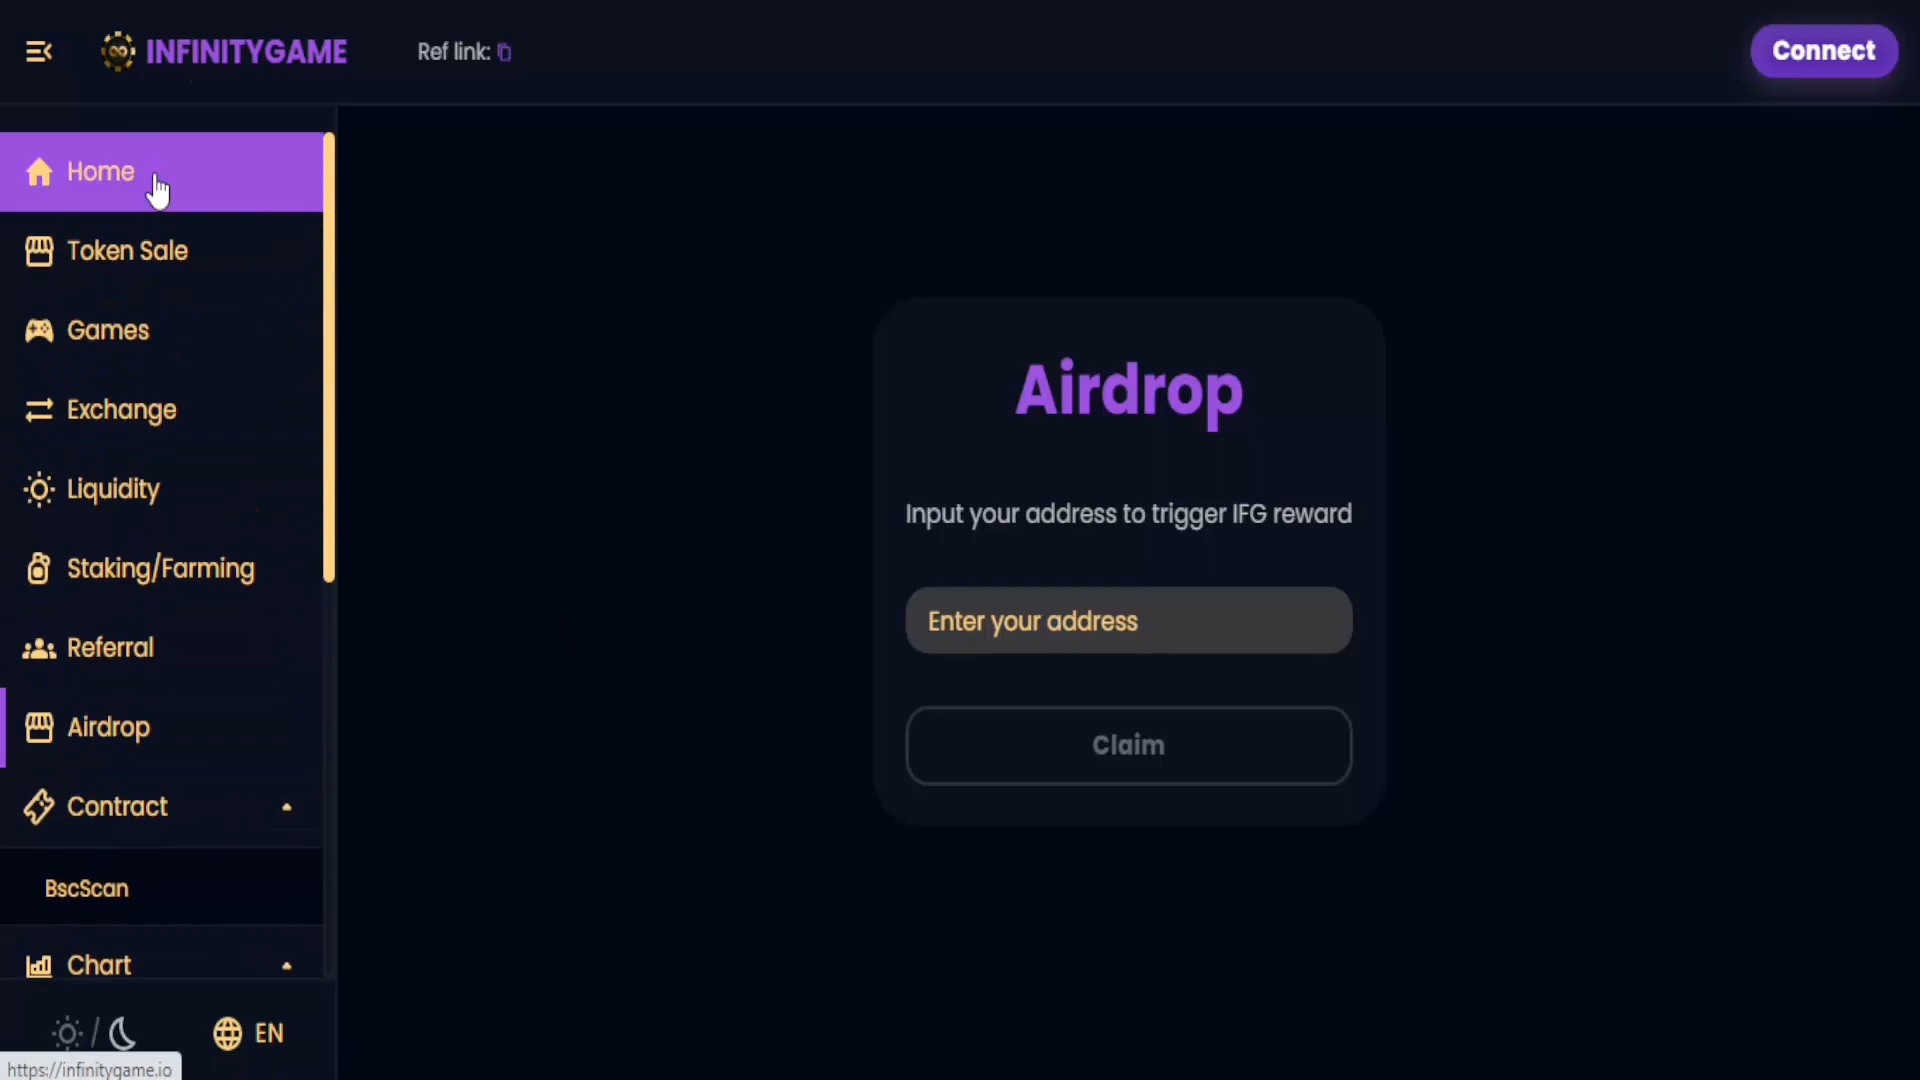 INFINITYGAME
Ref link:
Connect
Home
Token Sale
Games
Exchange
Liquidity
Staking/Farming
Referral
Airdrop
Contract
BscScan
Chart
/
EN
https://infinitygame.io
Airdrop
Input your address to trigger IFG reward
Enter your address
Claim